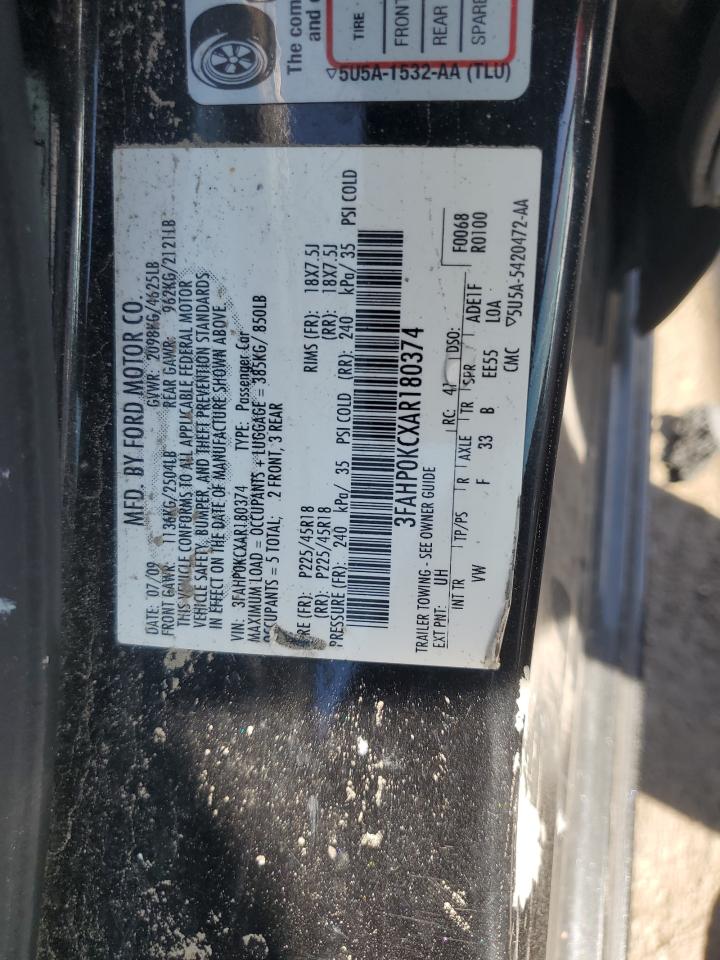 The com
and o
TIRE
FRONT
REAR
SPARE
▽5U5A-1532-AA (TLU)
MFD. BY FORD MOTOR CO.
DATE: 07/09 GVWR: 2098KG/4625LB
FRONT GAWR: 1136KG/2504LB REAR GAWR: 962KG/2121LB
THIS VEHICLE CONFORMS TO ALL APPLICABLE FEDERAL MOTOR
VEHICLE SAFETY, BUMPER, AND THEFT PREVENTION STANDARDS
IN EFFECT ON THE DATE OF MANUFACTURE SHOWN ABOVE.
VIN: 3FAHP0KCXAR180374 TYPE: Passenger Car
MAXIMUM LOAD = OCCUPANTS + LUGGAGE = 385KG/ 850LB
OCCUPANTS = 5 TOTAL: 2 FRONT, 3 REAR
RE (FR): P225/45R18 RIMS (FR): 18X7.5J
(RR): P225/45R18 (RR): 18X7.5J
PRESSURE (FR): 240 kPa/ 35 PSI COLD (RR): 240 kPa/ 35 PSI COLD
3FAHP0KCXAR180374
TRAILER TOWING - SEE OWNER GUIDE F0068
EXT PNT: UH RC: 41 DSO: R0100
INT TR TP/PS R AXLE TR SPR ADE1F
VW F 33 B EE55 L0A
CMC ▽5U5A-5420472-AA